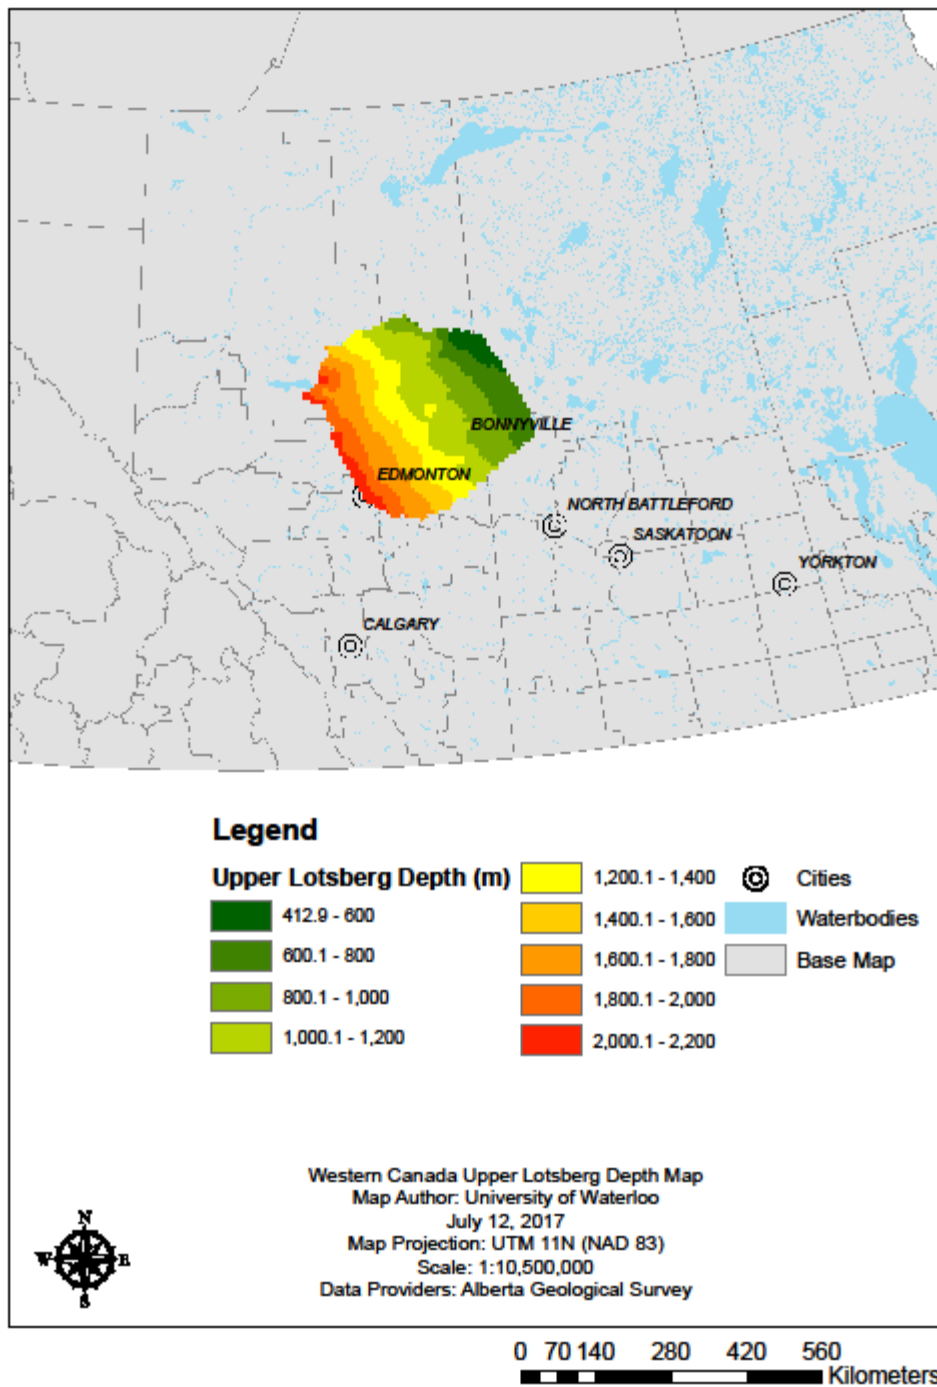 BONNYVILLE
EDMONTON
NORTH BATTLEFORD
SASKATOON
YORKTON
CALGARY
Legend
Upper Lotsberg Depth (m)
412.9 - 600
600.1 - 800
800.1 - 1,000
1,000.1 - 1,200
1,200.1 - 1,400
1,400.1 - 1,600
1,600.1 - 1,800
1,800.1 - 2,000
2,000.1 - 2,200
Cities
Waterbodies
Base Map
Western Canada Upper Lotsberg Depth Map
Map Author: University of Waterloo
July 12, 2017
Map Projection: UTM 11N (NAD 83)
Scale: 1:10,500,000
Data Providers: Alberta Geological Survey
N
W E
S
0 70 140 280 420 560
Kilometers